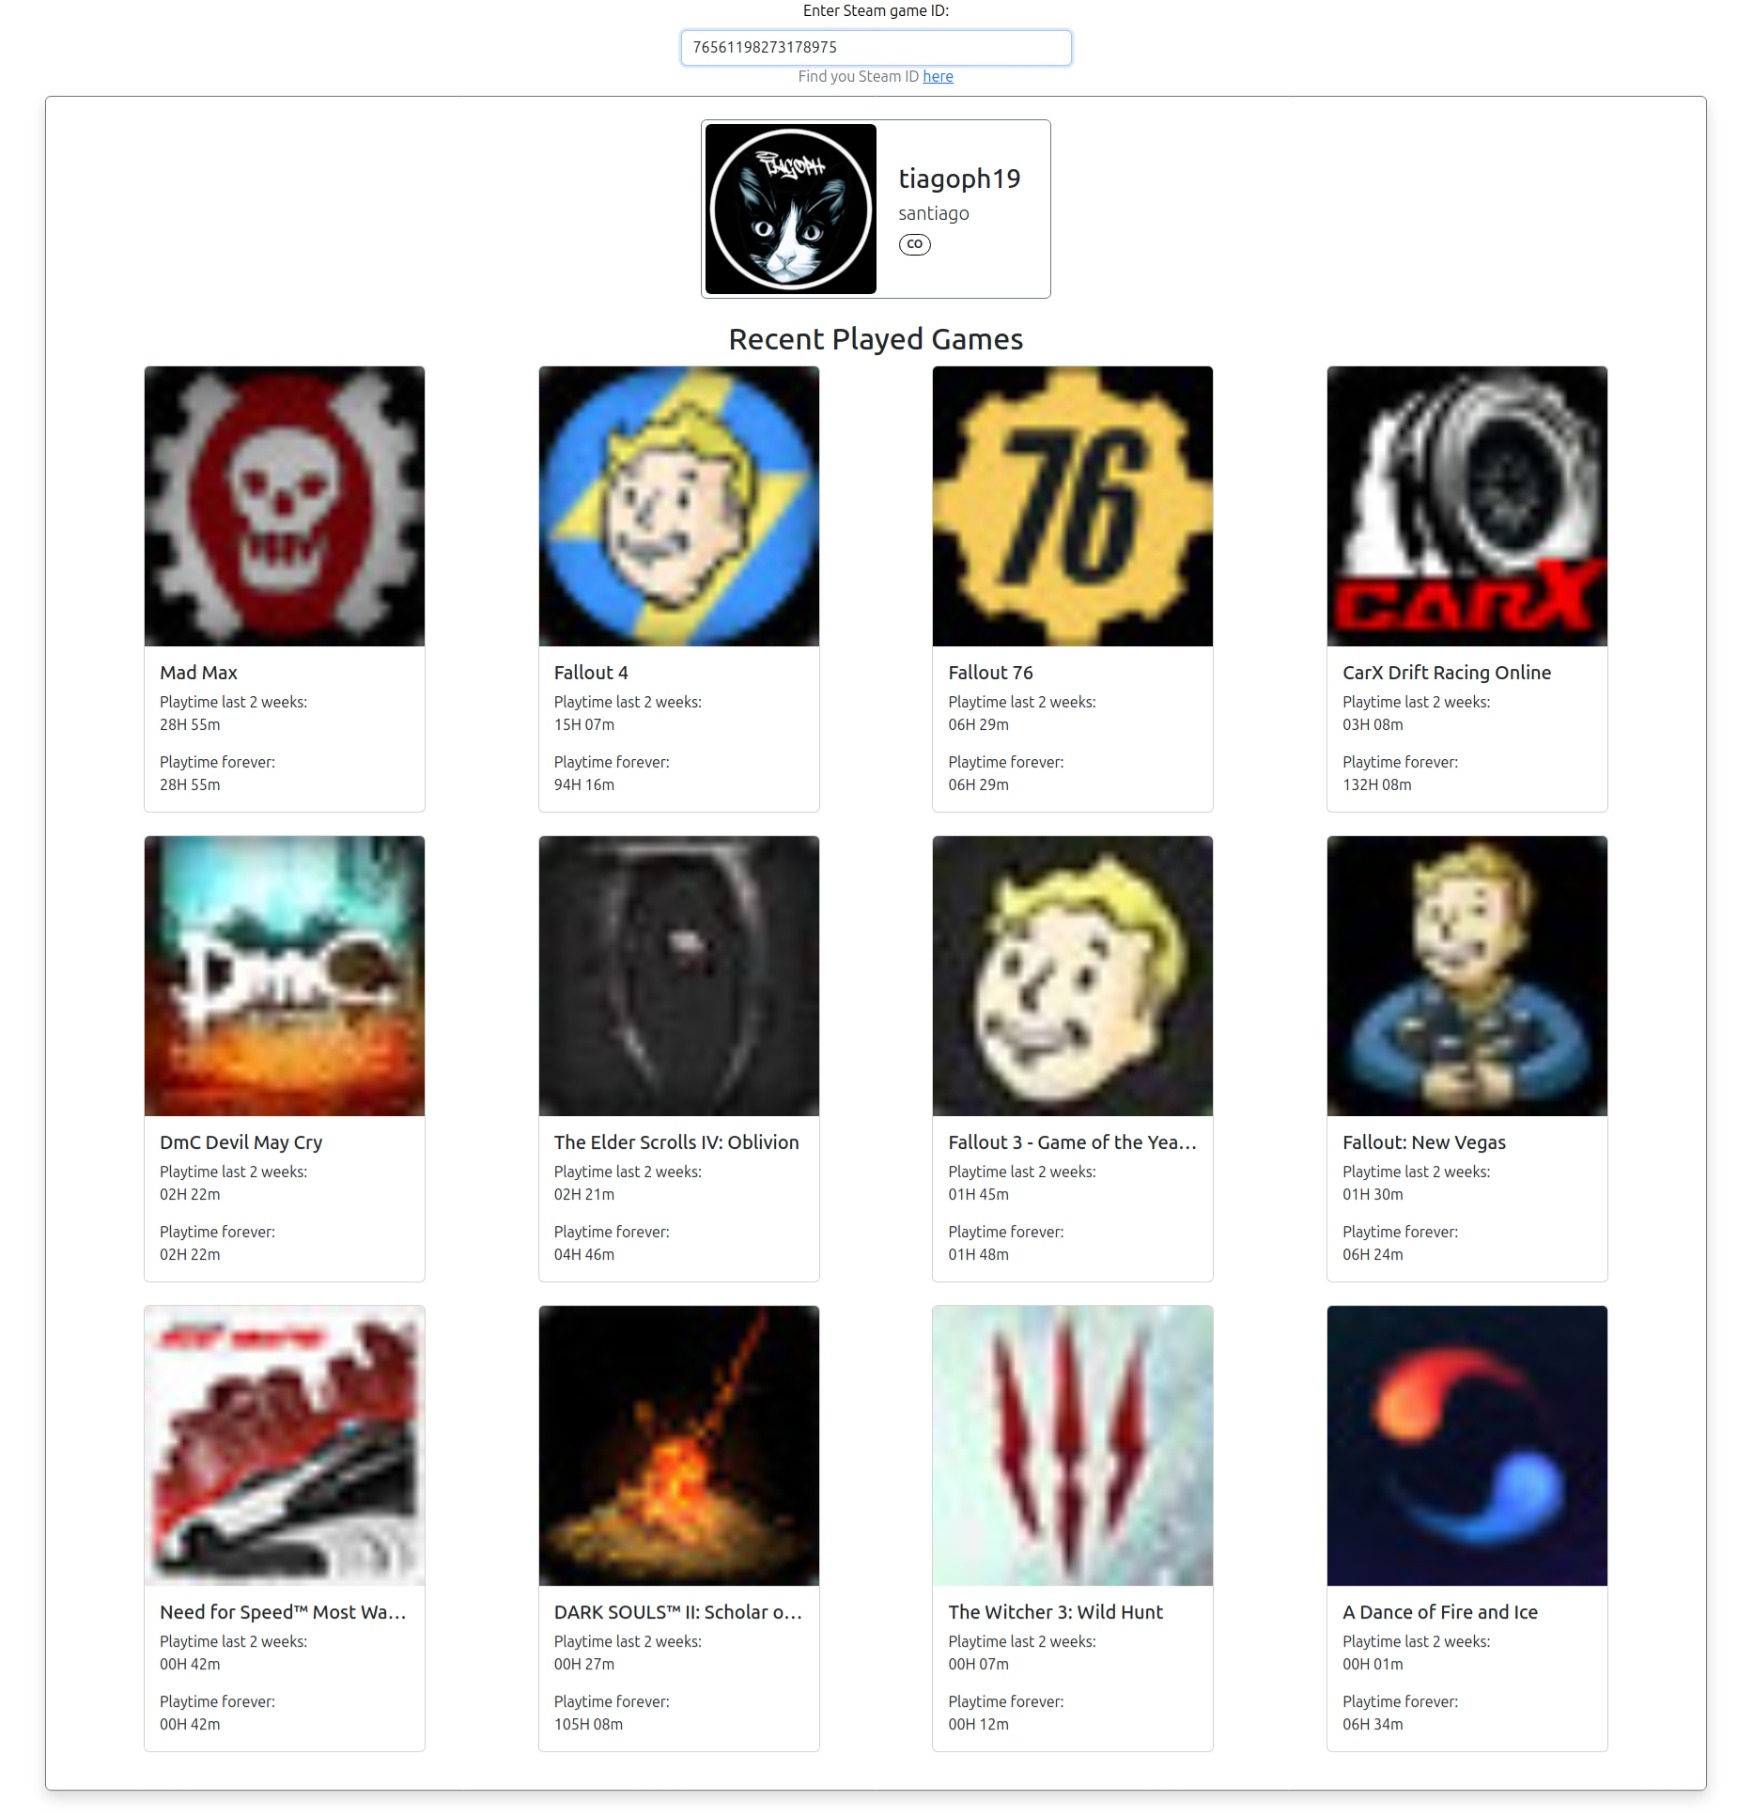 Enter Steam game ID:
76561198273178975
Find you Steam ID here
TIAGOPH
tiagoph19
santiago
CO
Recent Played Games
76
CARX
Mad Max
Playtime last 2 weeks:
28H 55m
Playtime forever:
28H 55m
Fallout 4
Playtime last 2 weeks:
15H 07m
Playtime forever:
94H 16m
Fallout 76
Playtime last 2 weeks:
06H 29m
Playtime forever:
06H 29m
CarX Drift Racing Online
Playtime last 2 weeks:
03H 08m
Playtime forever:
132H 08m
DmC
DmC Devil May Cry
Playtime last 2 weeks:
02H 22m
Playtime forever:
02H 22m
The Elder Scrolls IV: Oblivion
Playtime last 2 weeks:
02H 21m
Playtime forever:
04H 46m
Fallout 3 - Game of the Yea...
Playtime last 2 weeks:
01H 45m
Playtime forever:
01H 48m
Fallout: New Vegas
Playtime last 2 weeks:
01H 30m
Playtime forever:
06H 24m
Need for Speed™ Most Wa...
Playtime last 2 weeks:
00H 42m
Playtime forever:
00H 42m
DARK SOULS™ II: Scholar o...
Playtime last 2 weeks:
00H 27m
Playtime forever:
105H 08m
The Witcher 3: Wild Hunt
Playtime last 2 weeks:
00H 07m
Playtime forever:
00H 12m
A Dance of Fire and Ice
Playtime last 2 weeks:
00H 01m
Playtime forever:
06H 34m